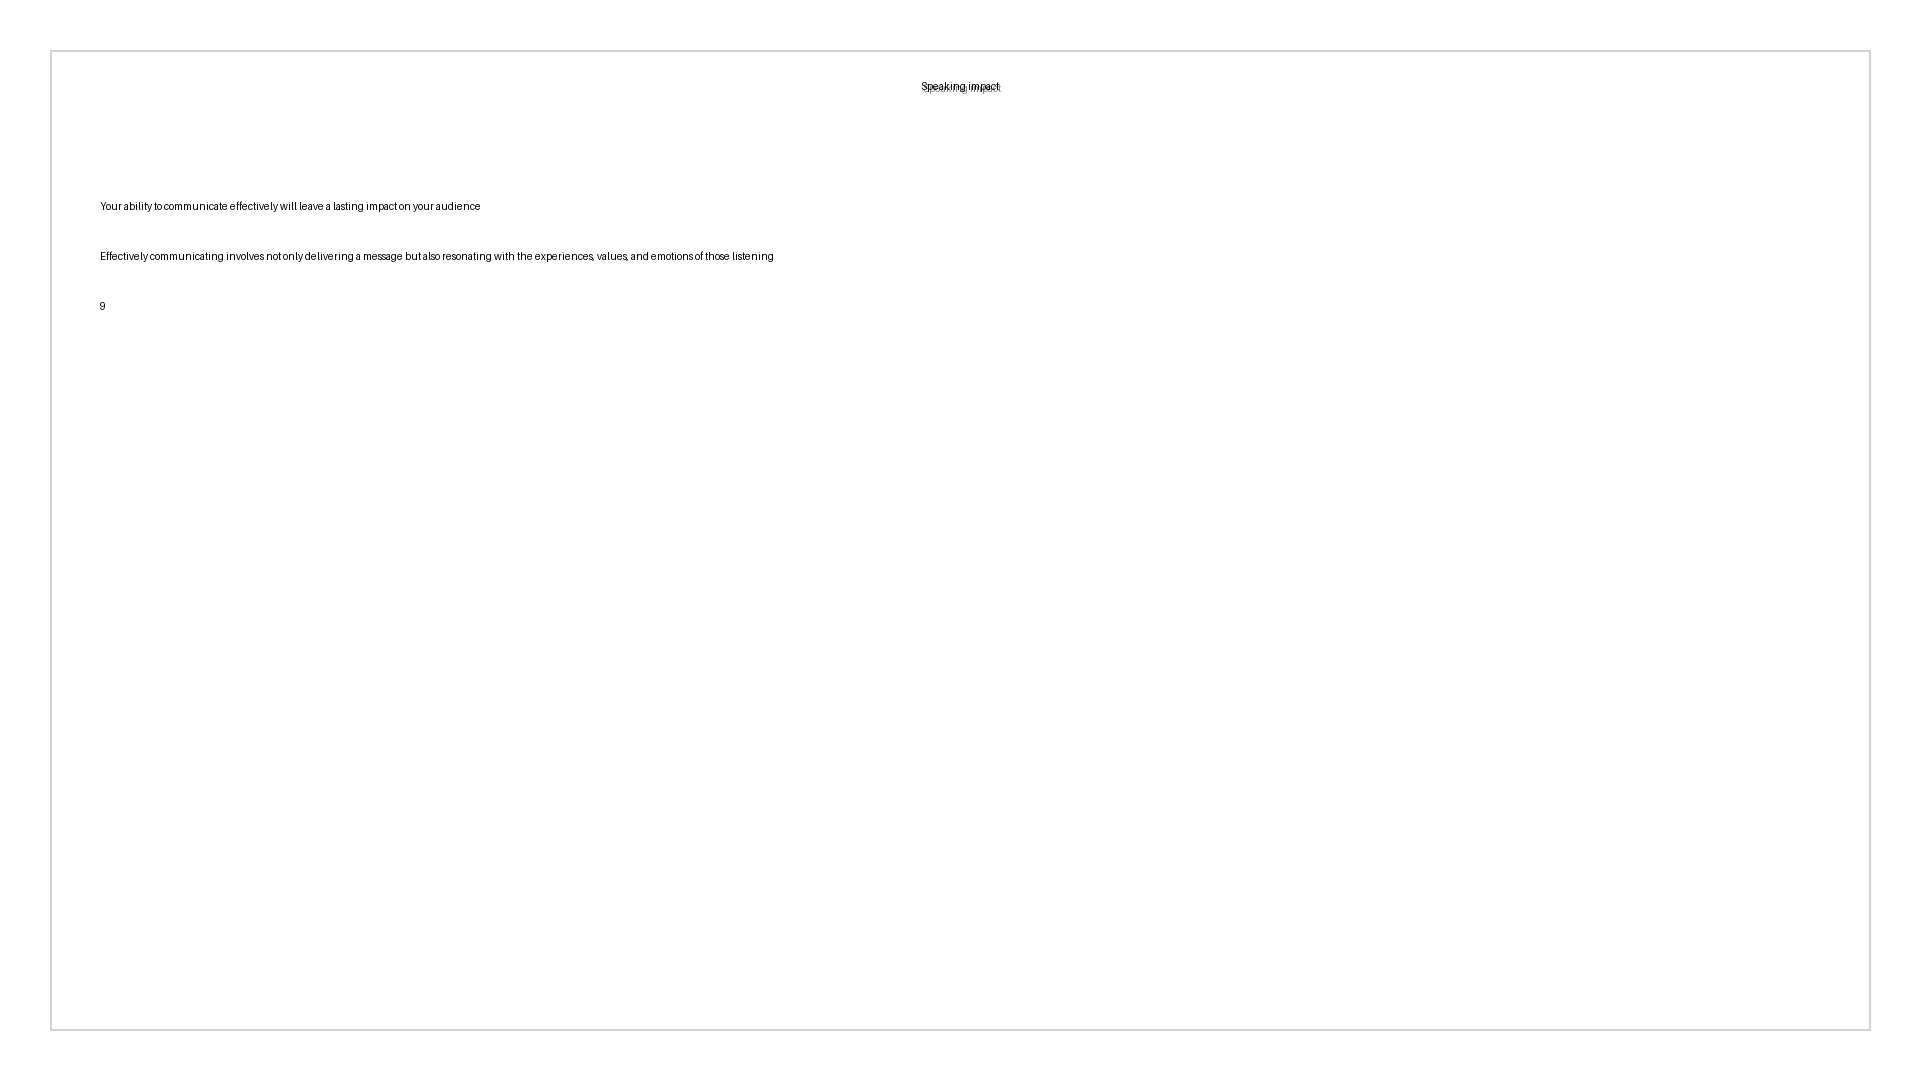 Speaking impact
Your ability to communicate effectively will leave a lasting impact on your audience
Effectively communicating involves not only delivering a message but also resonating with the experiences, values, and emotions of those listening
9